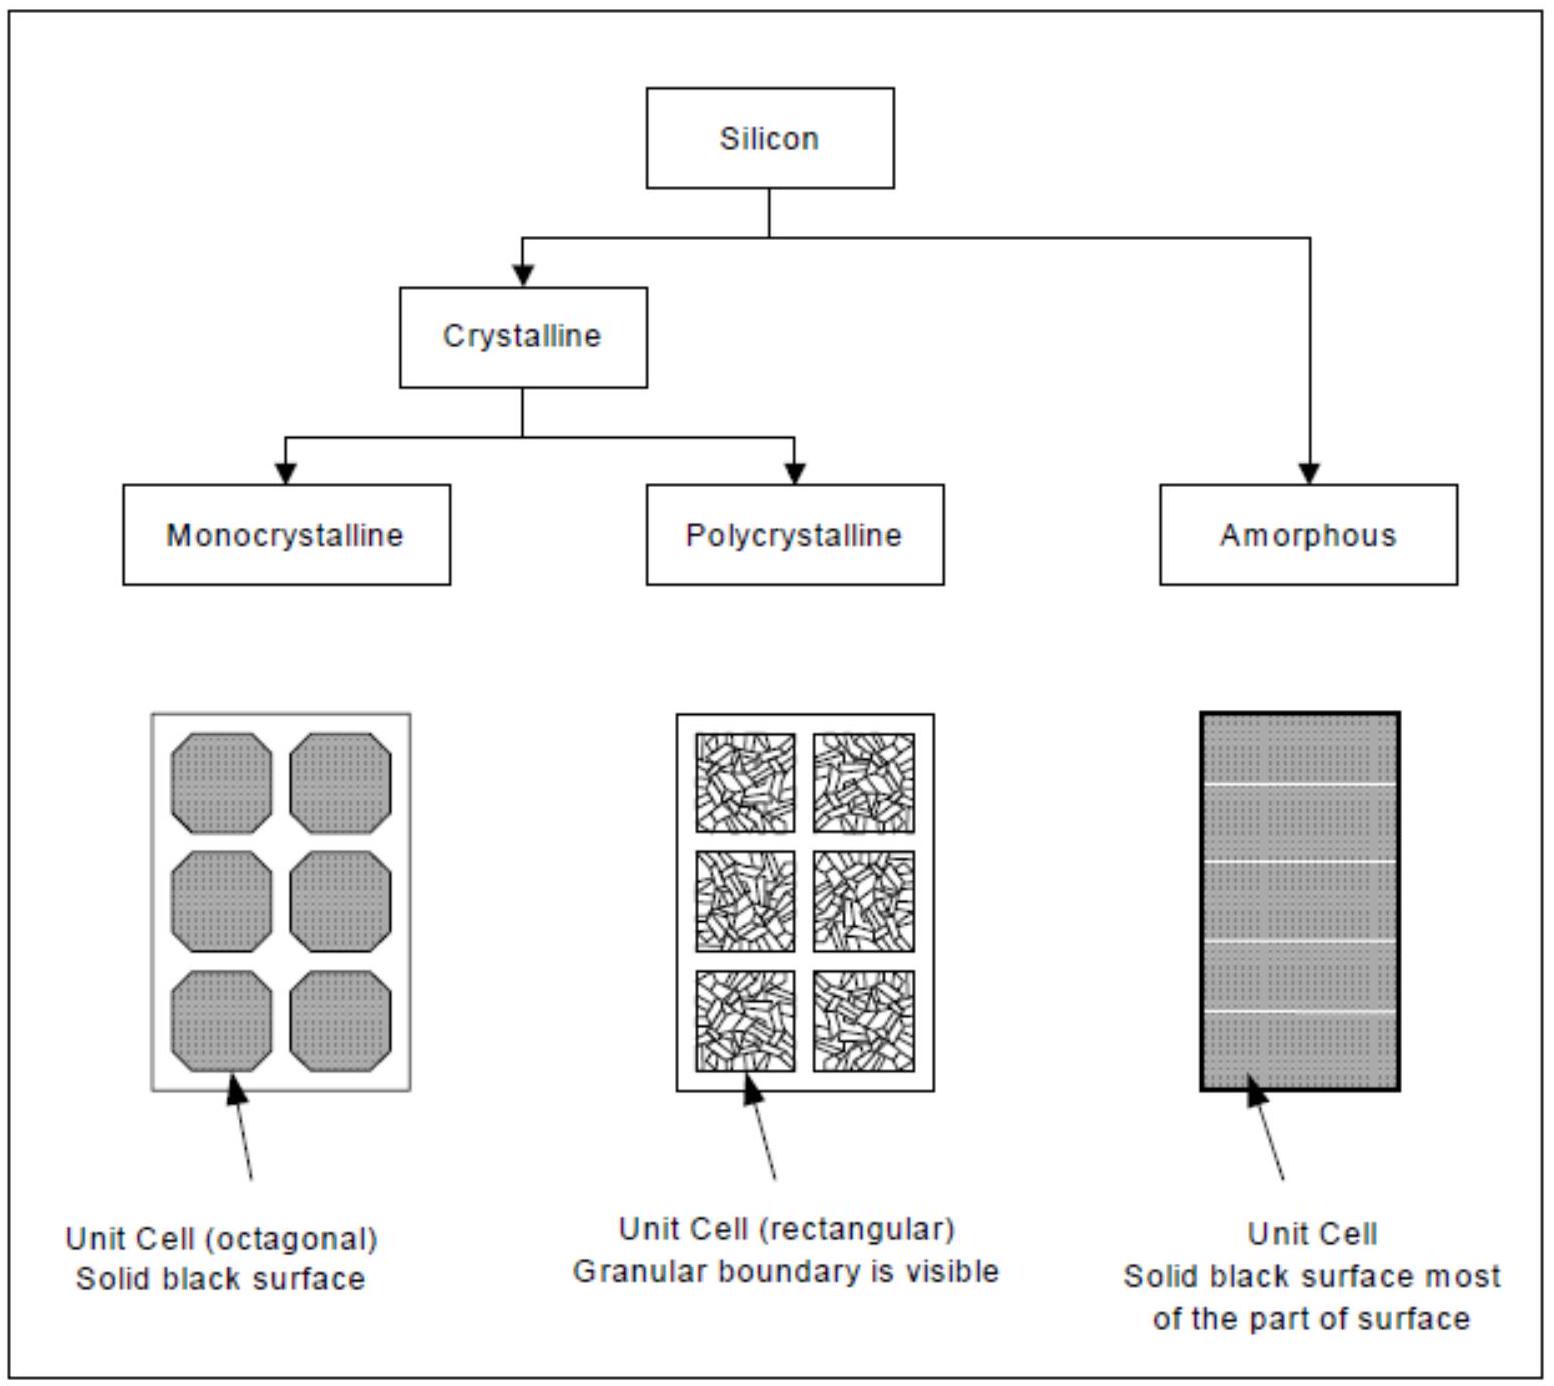 Silicon
Crystalline
Monocrystalline
Polycrystalline
Amorphous
Unit Cell (octagonal)
Solid black surface
Unit Cell (rectangular)
Granular boundary is visible
Unit Cell
Solid black surface most
of the part of surface